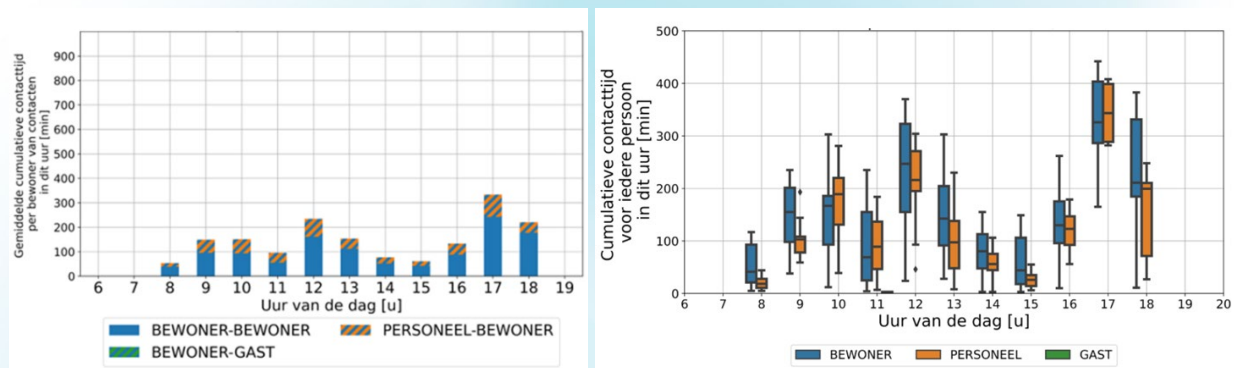 Gemiddelde cumulatieve contacttijd
per bewoner van contacten
in dit uur [min]
900
800
700
600
500
400
300
200
100
0
6 7 8 9 10 11 12 13 14 15 16 17 18 19
Uur van de dag [u]
BEWONER-BEWONER
PERSONEEL-BEWONER
BEWONER-GAST
Cumulatieve contacttijd
voor iedere persoon
in dit uur [min]
500
400
300
200
100
0
6 7 8 9 10 11 12 13 14 15 16 17 18 19 20
Uur van de dag [u]
BEWONER PERSONEEL GAST